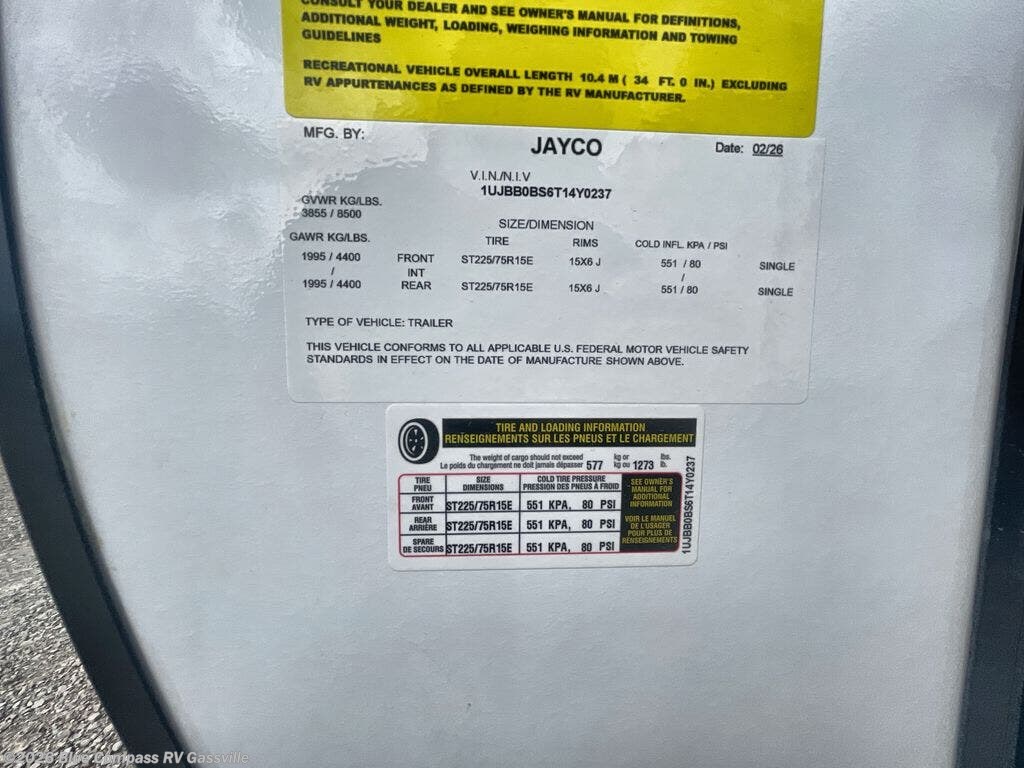 CONSULT YOUR DEALER AND SEE OWNER'S MANUAL FOR DEFINITIONS,
ADDITIONAL WEIGHT, LOADING, WEIGHING INFORMATION AND TOWING
GUIDELINES
RECREATIONAL VEHICLE OVERALL LENGTH 10.4 M ( 34 FT. 0 IN.) EXCLUDING
RV APPURTENANCES AS DEFINED BY THE RV MANUFACTURER.
MFG. BY: JAYCO Date: 02/26
V.I.N./N.I.V
1UJBB0BS6T14Y0237
GVWR KG/LBS.
3855 / 8500
SIZE/DIMENSION
GAWR KG/LBS. TIRE RIMS COLD INFL. KPA / PSI
1995 / 4400 FRONT ST225/75R15E 15X6 J 551 / 80 SINGLE
/ INT /
1995 / 4400 REAR ST225/75R15E 15X6 J 551 / 80 SINGLE
TYPE OF VEHICLE: TRAILER
THIS VEHICLE CONFORMS TO ALL APPLICABLE U.S. FEDERAL MOTOR VEHICLE SAFETY
STANDARDS IN EFFECT ON THE DATE OF MANUFACTURE SHOWN ABOVE.
TIRE AND LOADING INFORMATION
RENSEIGNEMENTS SUR LES PNEUS ET LE CHARGEMENT
The weight of cargo should not exceed
Le poids du chargement ne doit jamais dépasser
577 kg or
kg ou 1273 lbs.
lb.
TIRE
PNEU
SIZE
DIMENSIONS
COLD TIRE PRESSURE
PRESSION DES PNEUS À FROID
FRONT
AVANT
ST225/75R15E 551 KPA, 80 PSI
REAR
ARRIÈRE
ST225/75R15E 551 KPA, 80 PSI
SPARE
DE SECOURS
ST225/75R15E 551 KPA, 80 PSI
SEE OWNER'S
MANUAL FOR
ADDITIONAL
INFORMATION
VOIR LE MANUEL
DE L'USAGER
POUR PLUS DE
RENSEIGNEMENTS
1UJBB0BS6T14Y0237
©2026 Blue Compass RV Gassville